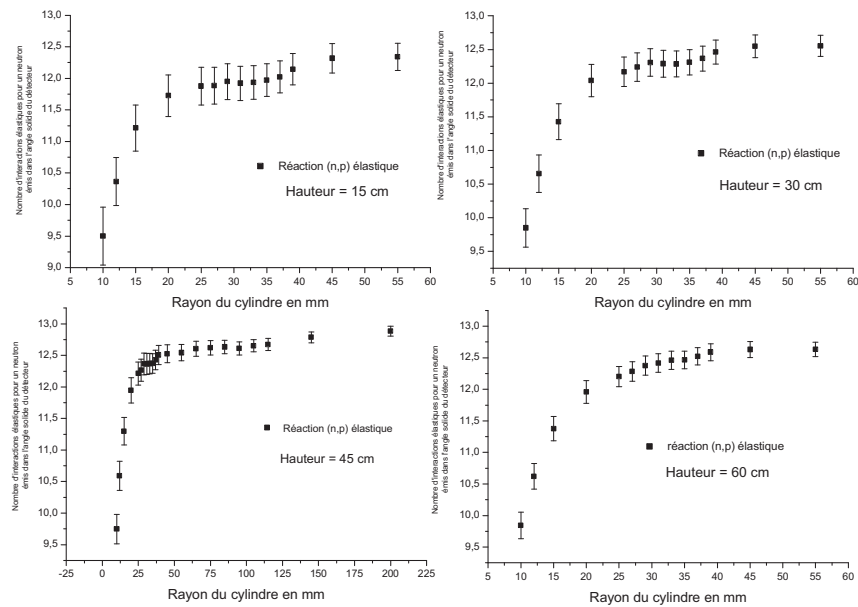 Nombre d'interactions élastiques pour un neutron
émis dans l'angle solide du détecteur
13,0
12,5
12,0
11,5
11,0
10,5
10,0
9,5
9,0
Réaction (n,p) élastique
Hauteur = 15 cm
5 10 15 20 25 30 35 40 45 50 55 60
Rayon du cylindre en mm
Nombre d'interactions élastiques pour un neutron
émis dans l'angle solide du détecteur
13,0
12,5
12,0
11,5
11,0
10,5
10,0
9,5
Réaction (n,p) élastique
Hauteur = 30 cm
5 10 15 20 25 30 35 40 45 50 55 60
Rayon du cylindre en mm
Nombre d'interactions élastiques pour un neutron
émis dans l'angle solide du détecteur
13,0
12,5
12,0
11,5
11,0
10,5
10,0
9,5
Réaction (n,p) élastique
Hauteur = 45 cm
-25 0 25 50 75 100 125 150 175 200 225
Rayon du cylindre en mm
Nombre d'interactions élastiques pour un neutron
émis dans l'angle solide du détecteur
13,0
12,5
12,0
11,5
11,0
10,5
10,0
9,5
réaction (n,p) élastique
Hauteur = 60 cm
5 10 15 20 25 30 35 40 45 50 55 60
Rayon du cylindre en mm